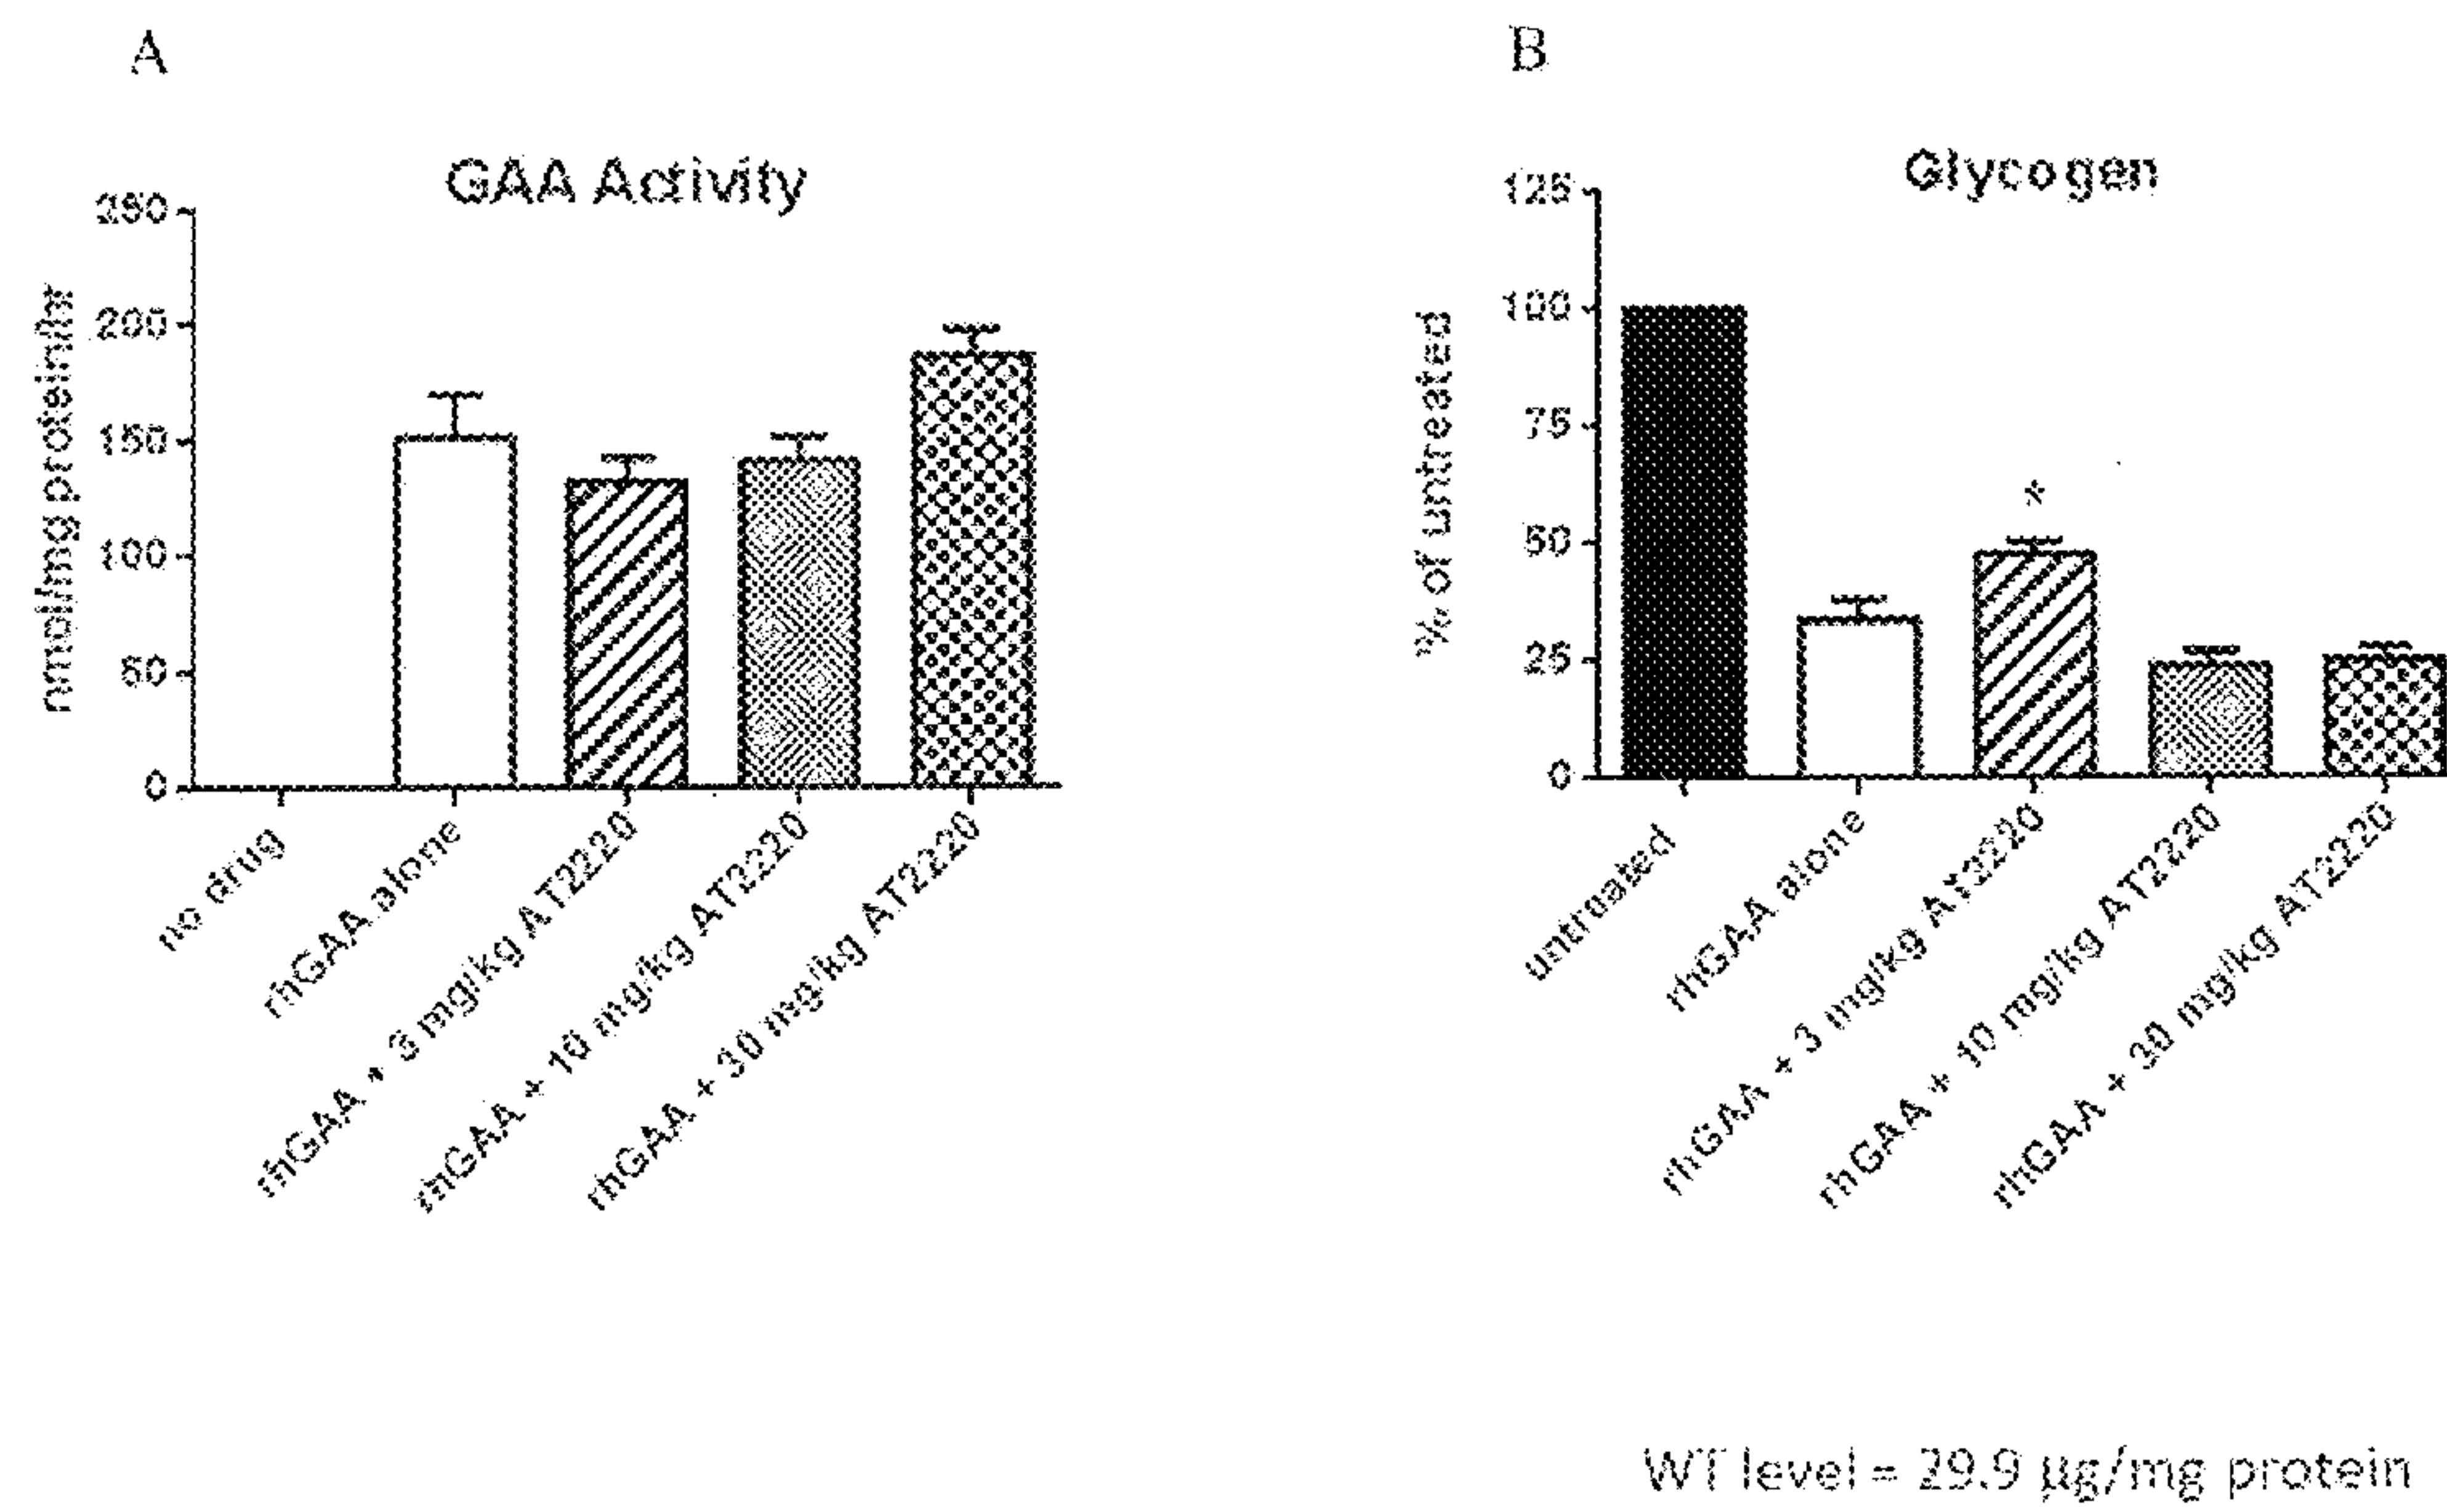 A
GAA Activity
nmol/mg protein/hr
250
200
150
100
50
0
no drug
rhGAA alone
rhGAA + 3 mg/kg AT2220
rhGAA + 10 mg/kg AT2220
rhGAA + 30 mg/kg AT2220
B
Glycogen
% of untreated
125
100
75
50
25
0
*
untreated
rhGAA alone
rhGAA + 3 mg/kg AT2220
rhGAA + 10 mg/kg AT2220
rhGAA + 30 mg/kg AT2220
WT level = 29.9 µg/mg protein